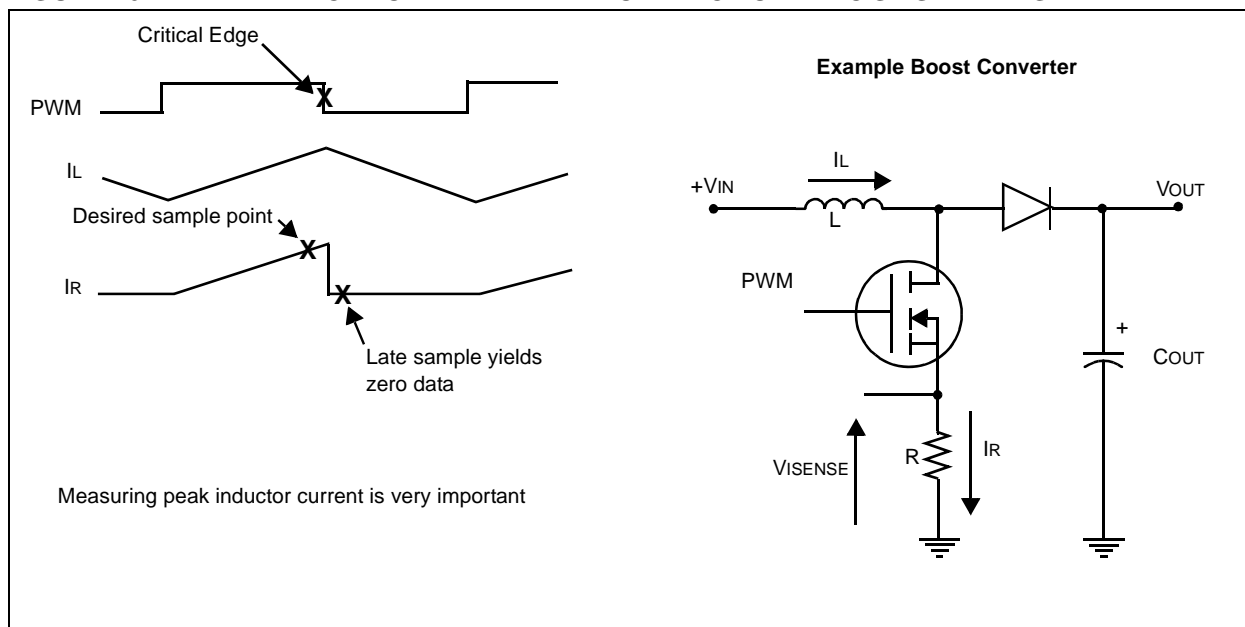 Critical Edge
PWM
IL
Desired sample point
IR
Late sample yields
zero data
Measuring peak inductor current is very important
Example Boost Converter
IL
+VIN
L
VOUT
PWM
+
COUT
VISENSE
R
IR